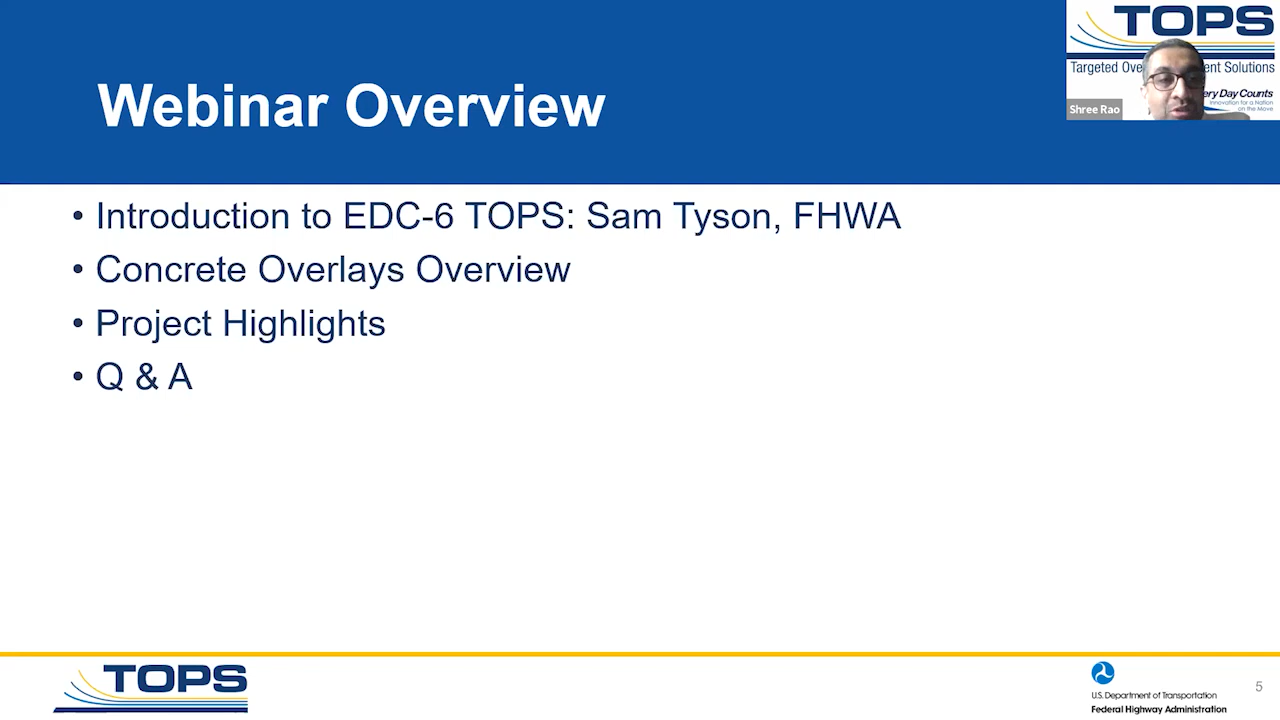 TOPS
Targeted Ove ent Solutions
ery Day Counts
Innovation for a Nation
on the Move
Shree Rao
Webinar Overview
• Introduction to EDC-6 TOPS: Sam Tyson, FHWA
• Concrete Overlays Overview
• Project Highlights
• Q & A
TOPS
U.S. Department of Transportation
Federal Highway Administration
5